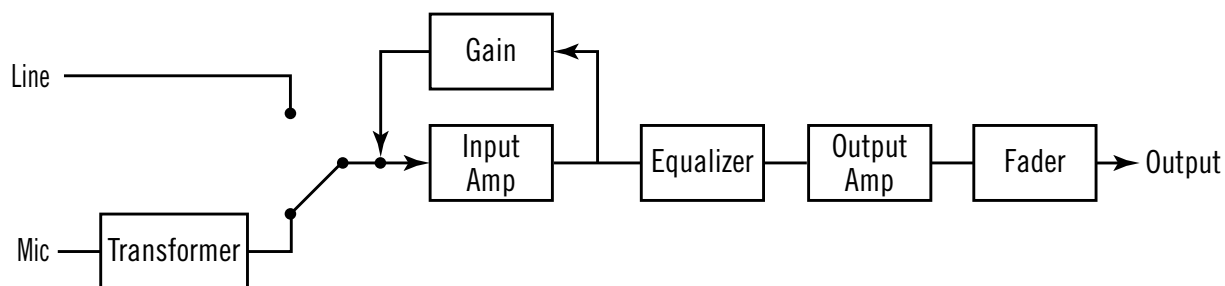 Gain
Line
Input
Amp
Equalizer
Output
Amp
Fader
Output
Mic
Transformer